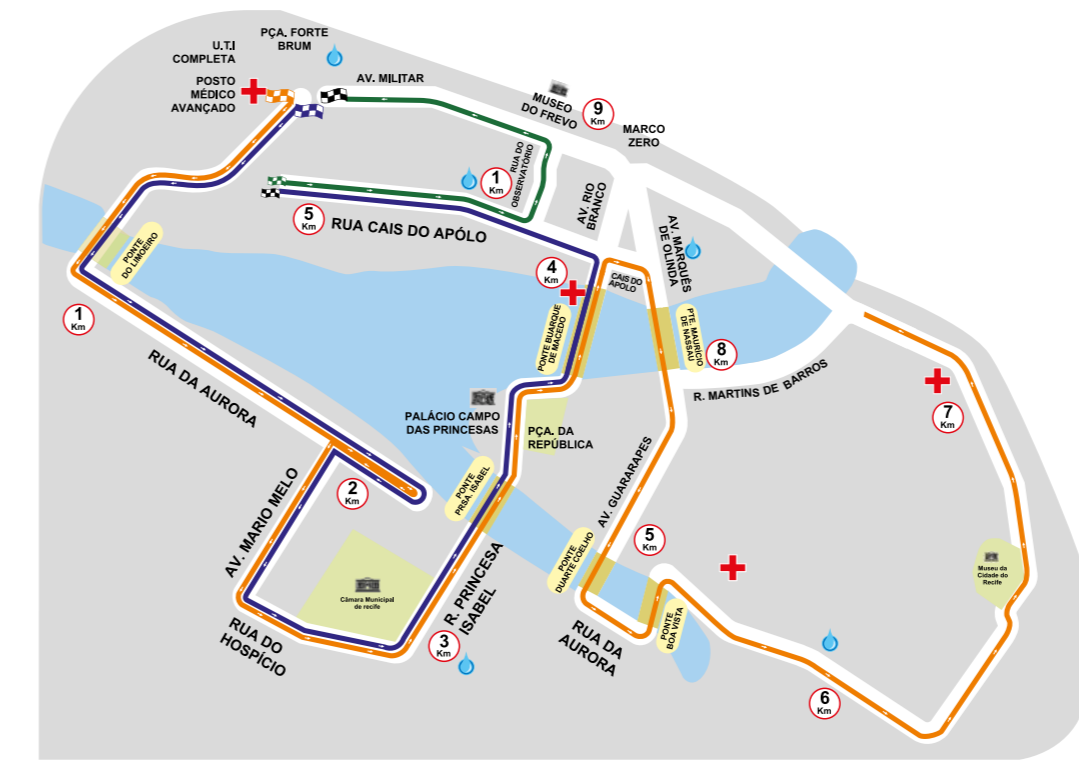 PÇA. FORTE
BRUM
U.T.I
COMPLETA
POSTO
MÉDICO
AVANÇADO
AV. MILITAR
MUSEO
DO FREVO
9
Km
MARCO
ZERO
RUA DO
OBSERVATÓRIO
1
Km
AV. RIO
BRANCO
5
Km
RUA CAIS DO APÓLO
AV. MARQUÊS
DE OLINDA
PONTE
DO LIMOEIRO
4
Km
CAIS DO
APOLO
1
Km
PONTE BUARQUE
DE MACEDO
PTE. MAURÍCIO
DE NASSAU
8
Km
RUA DA AURORA
R. MARTINS DE BARROS
7
Km
PALÁCIO CAMPO
DAS PRINCESAS
PÇA. DA
REPÚBLICA
AV. GUARARAPES
AV. MARIO MELO
2
Km
PONTE
PRSA. ISABEL
5
Km
PONTE
DUARTE COELHO
Museu da
Cidade do
Recife
Câmara Municipal
de recife
R. PRINCESA
ISABEL
RUA DO
HOSPÍCIO
3
Km
RUA DA
AURORA
PONTE
BOA VISTA
6
Km